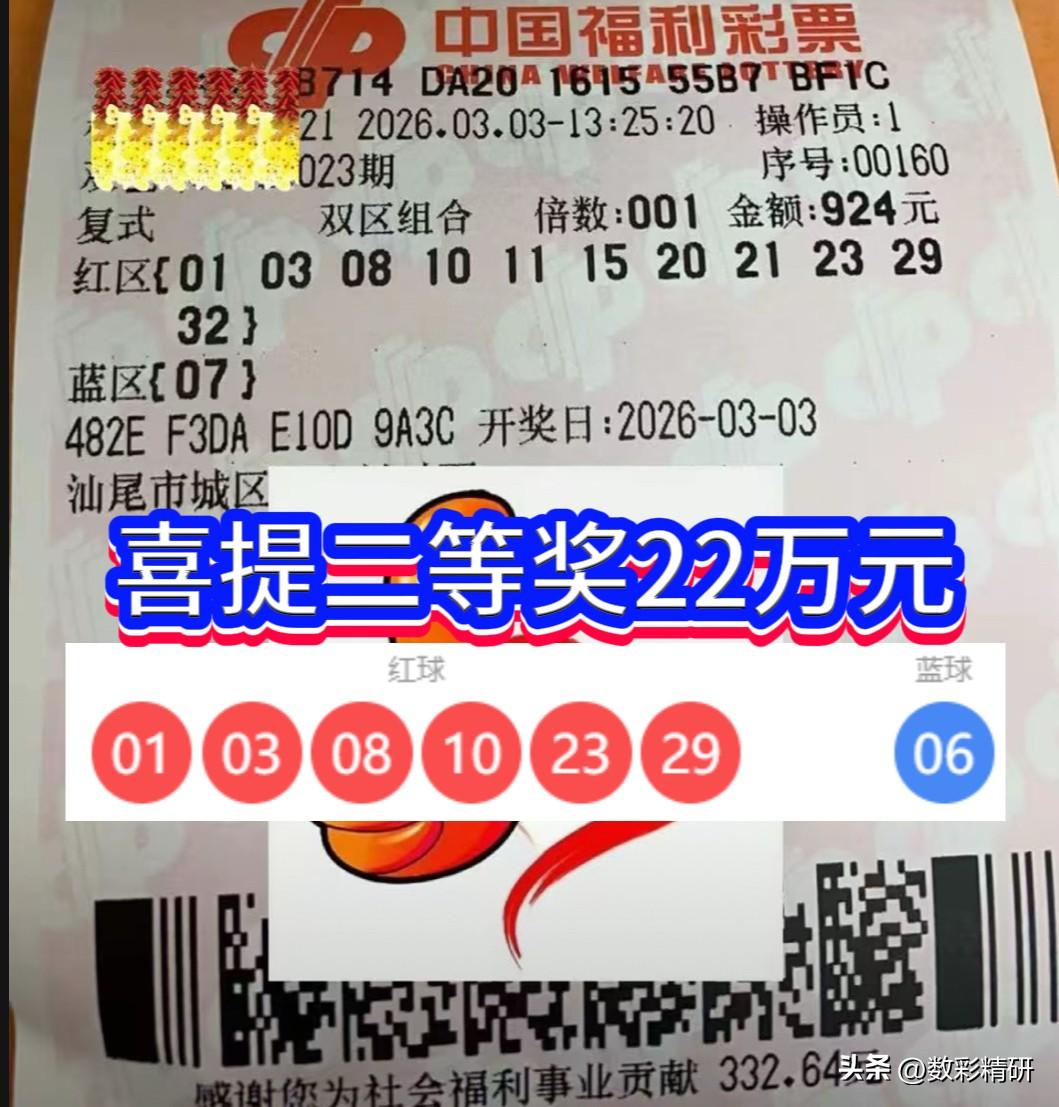 中国福利彩票
CHINA WELFARE LOTTERY
B714 DA20 1615 55B7 BF1C
21 2026.03.03-13:25:20 操作员:1
023期 序号:00160
复式 双区组合 倍数:001 金额:924元
红区{01 03 08 10 11 15 20 21 23 29
32}
蓝区{07}
482E F3DA E10D 9A3C 开奖日:2026-03-03
汕尾市城区
喜提二等奖22万元
红球 蓝球
01 03 08 10 23 29 06
感谢您为社会福利事业贡献 332.64元
头条 @数彩精研